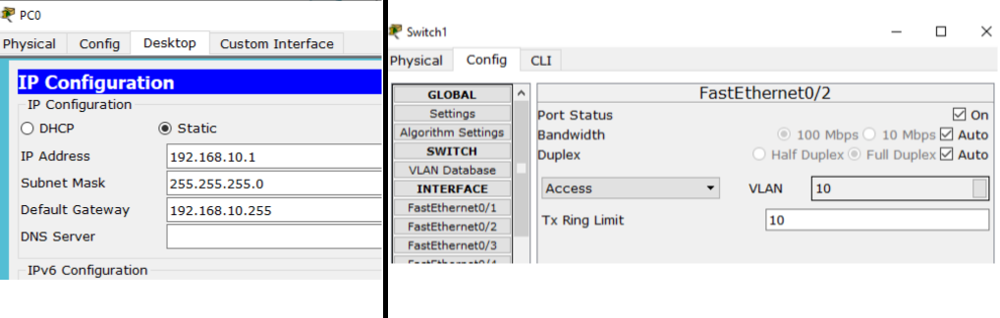 PC0
Physical Config Desktop Custom Interface
IP Configuration
IP Configuration
DHCP Static
IP Address 192.168.10.1
Subnet Mask 255.255.255.0
Default Gateway 192.168.10.255
DNS Server
IPv6 Configuration
Switch1
Physical Config CLI
GLOBAL
Settings
Algorithm Settings
SWITCH
VLAN Database
INTERFACE
FastEthernet0/1
FastEthernet0/2
FastEthernet0/3
FastEthernet0/4
FastEthernet0/2
Port Status On
Bandwidth 100 Mbps 10 Mbps Auto
Duplex Half Duplex Full Duplex Auto
Access VLAN 10
Tx Ring Limit 10